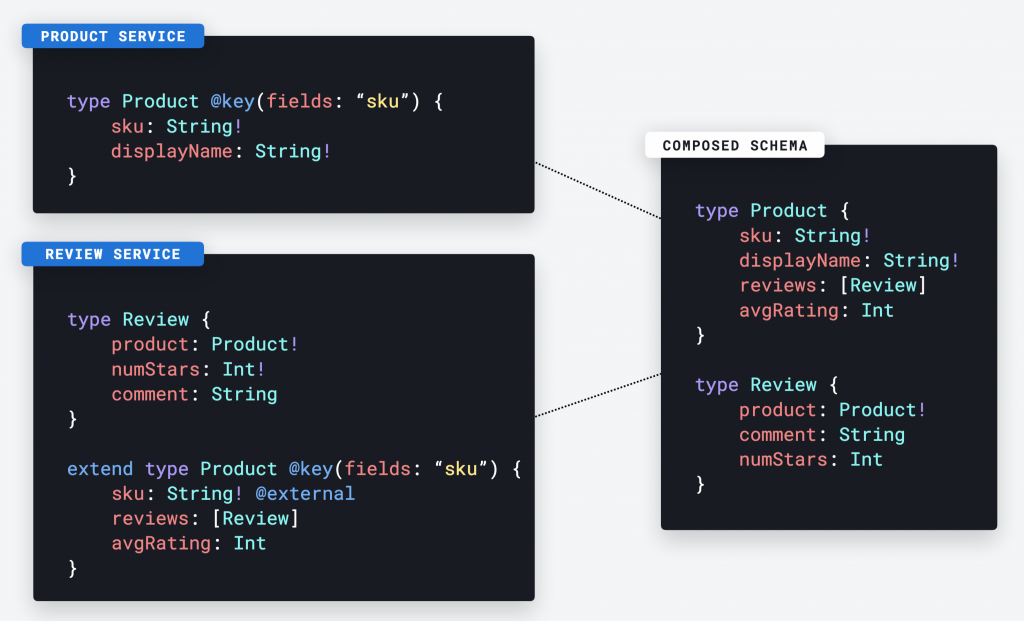 PRODUCT SERVICE
type Product @key(fields: “sku”) {
    sku: String!
    displayName: String!
}
REVIEW SERVICE
type Review {
    product: Product!
    numStars: Int!
    comment: String
}
extend type Product @key(fields: “sku”) {
    sku: String! @external
    reviews: [Review]
    avgRating: Int
}
COMPOSED SCHEMA
type Product {
    sku: String!
    displayName: String!
    reviews: [Review]
    avgRating: Int
}
type Review {
    product: Product!
    comment: String
    numStars: Int
}